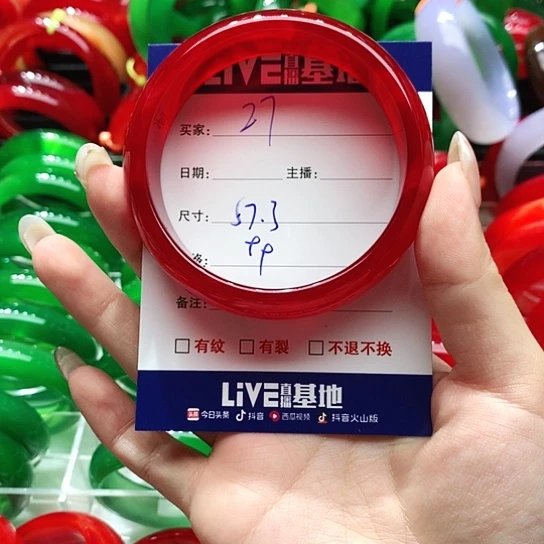 LiVE直播基地
买家: 27
日期: 主播:
尺寸: 57.3
备注:
有纹 有裂 不退不换
LiVE直播基地
今日头条 抖音 西瓜视频 抖音火山版